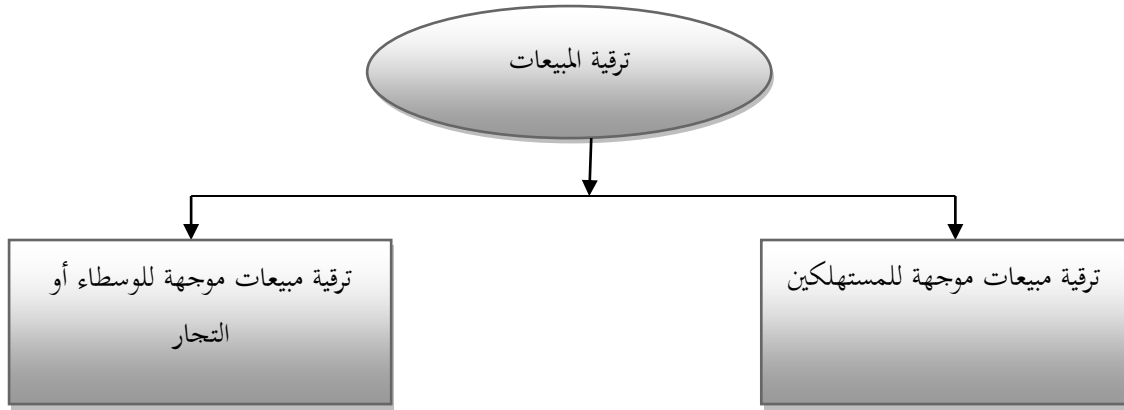 ترقية المبيعات
ترقية مبيعات موجهة للمستهلكين
ترقية مبيعات موجهة للوسطاء أو
التجار